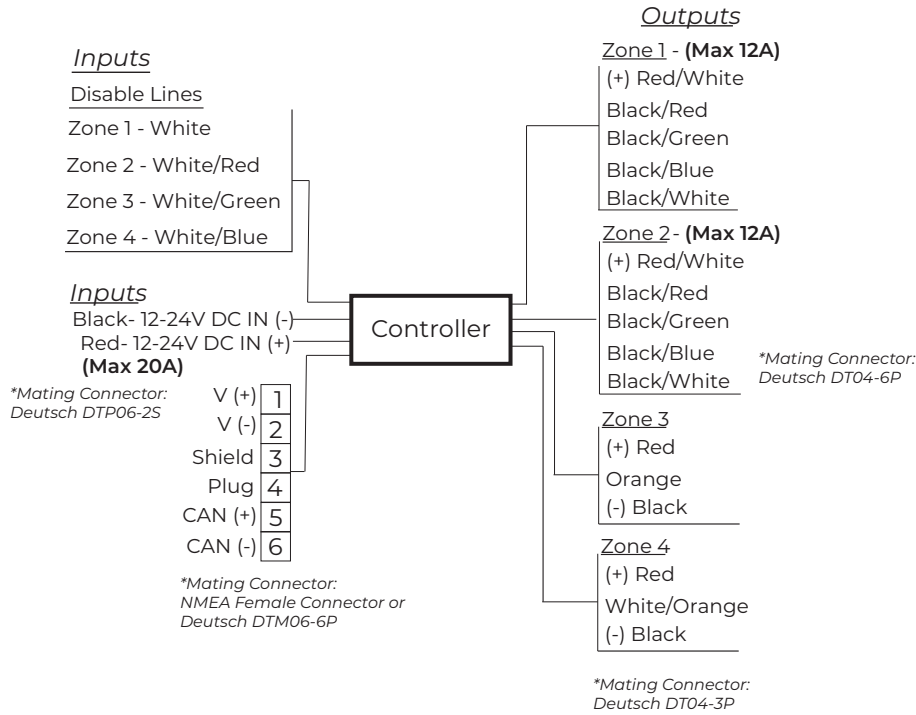 Inputs
Disable Lines
Zone 1 - White
Zone 2 - White/Red
Zone 3 - White/Green
Zone 4 - White/Blue
Inputs
Black- 12-24V DC IN (-)
Red- 12-24V DC IN (+)
(Max 20A)
*Mating Connector:
Deutsch DTP06-2S
V (+) 1
V (-) 2
Shield 3
Plug 4
CAN (+) 5
CAN (-) 6
*Mating Connector:
NMEA Female Connector or
Deutsch DTM06-6P
Controller
Outputs
Zone 1 - (Max 12A)
(+) Red/White
Black/Red
Black/Green
Black/Blue
Black/White
Zone 2- (Max 12A)
(+) Red/White
Black/Red
Black/Green
Black/Blue
Black/White
*Mating Connector:
Deutsch DT04-6P
Zone 3
(+) Red
Orange
(-) Black
Zone 4
(+) Red
White/Orange
(-) Black
*Mating Connector:
Deutsch DT04-3P